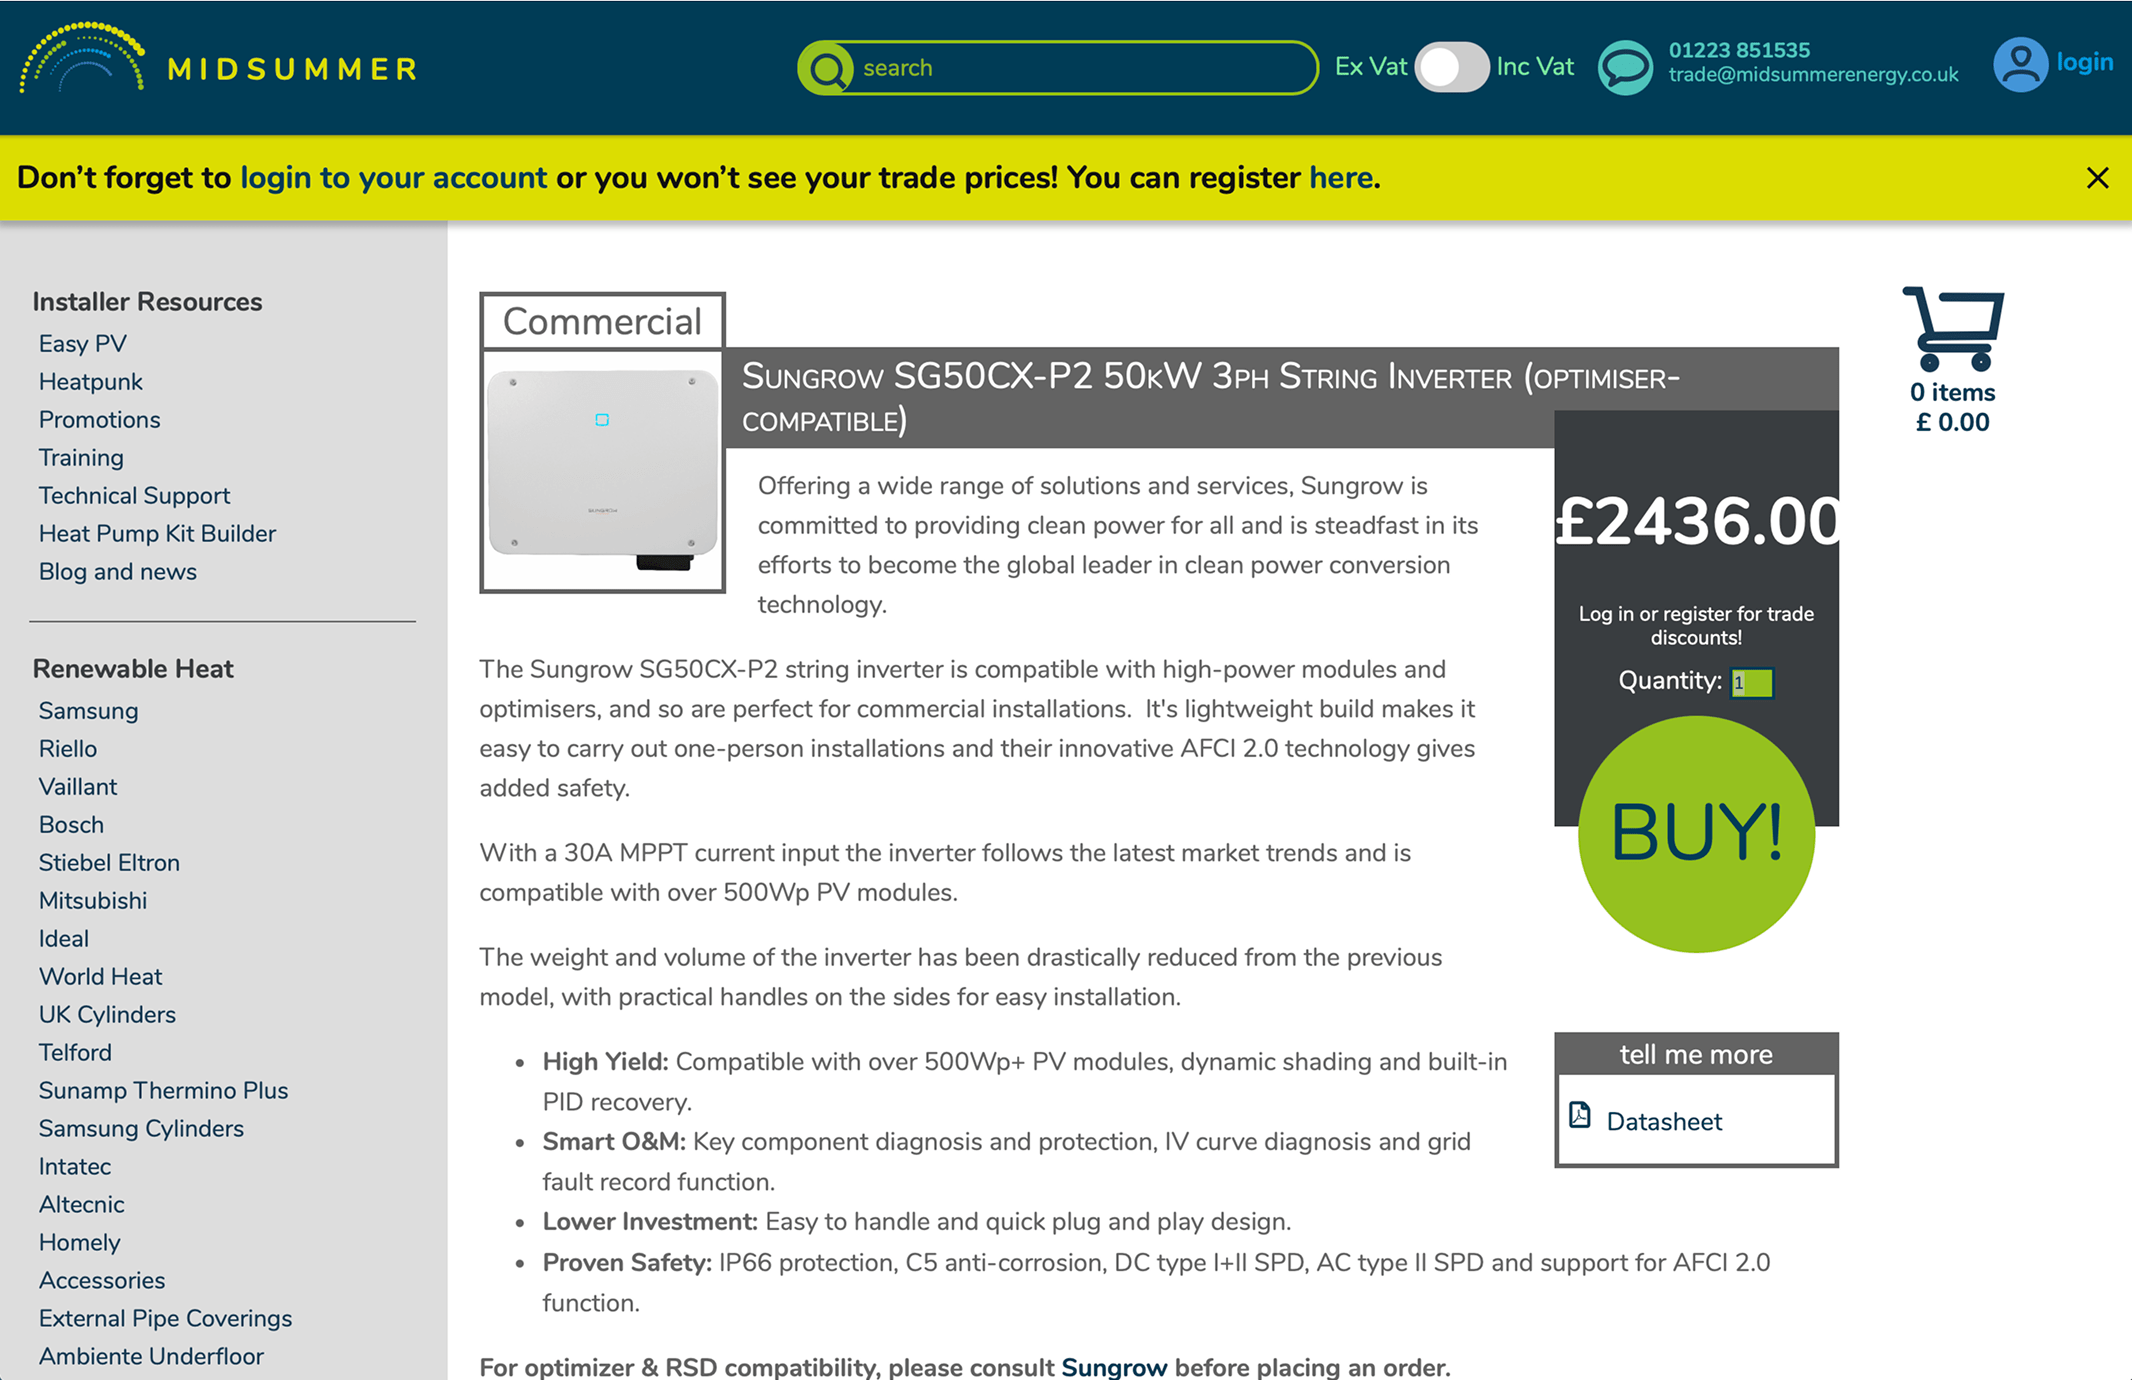 MIDSUMMER
search
Ex Vat
Inc Vat
01223 851535
trade@midsummerenergy.co.uk
login
Don't forget to login to your account or you won't see your trade prices! You can register here.
Installer Resources
Easy PV
Heatpunk
Promotions
Training
Technical Support
Heat Pump Kit Builder
Blog and news
Renewable Heat
Samsung
Riello
Vaillant
Bosch
Stiebel Eltron
Mitsubishi
Ideal
World Heat
UK Cylinders
Telford
Sunamp Thermino Plus
Samsung Cylinders
Intatec
Altecnic
Homely
Accessories
External Pipe Coverings
Ambiente Underfloor
Commercial
SUNGROW
Sungrow SG50CX-P2 50kW 3ph String Inverter (optimiser-
compatible)
Offering a wide range of solutions and services, Sungrow is
committed to providing clean power for all and is steadfast in its
efforts to become the global leader in clean power conversion
technology.
The Sungrow SG50CX-P2 string inverter is compatible with high-power modules and
optimisers, and so are perfect for commercial installations. It's lightweight build makes it
easy to carry out one-person installations and their innovative AFCI 2.0 technology gives
added safety.
With a 30A MPPT current input the inverter follows the latest market trends and is
compatible with over 500Wp PV modules.
The weight and volume of the inverter has been drastically reduced from the previous
model, with practical handles on the sides for easy installation.
• High Yield: Compatible with over 500Wp+ PV modules, dynamic shading and built-in
PID recovery.
• Smart O&M: Key component diagnosis and protection, IV curve diagnosis and grid
fault record function.
• Lower Investment: Easy to handle and quick plug and play design.
• Proven Safety: IP66 protection, C5 anti-corrosion, DC type I+II SPD, AC type II SPD and support for AFCI 2.0
function.
For optimizer & RSD compatibility, please consult Sungrow before placing an order.
£2436.00
Log in or register for trade
discounts!
Quantity: 1
BUY!
tell me more
Datasheet
0 items
£ 0.00